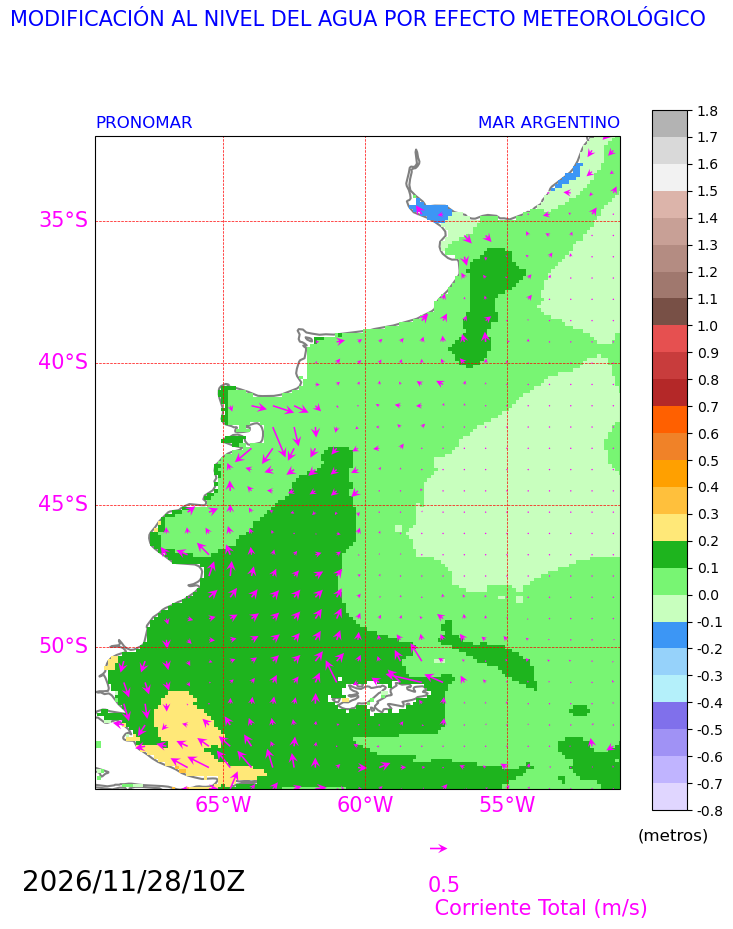 MODIFICACIÓN AL NIVEL DEL AGUA POR EFECTO METEOROLÓGICO
PRONOMAR
MAR ARGENTINO
35°S
40°S
45°S
50°S
65°W
60°W
55°W
1.8
1.7
1.6
1.5
1.4
1.3
1.2
1.1
1.0
0.9
0.8
0.7
0.6
0.5
0.4
0.3
0.2
0.1
0.0
-0.1
-0.2
-0.3
-0.4
-0.5
-0.6
-0.7
-0.8
(metros)
2026/11/28/10Z
0.5
Corriente Total (m/s)